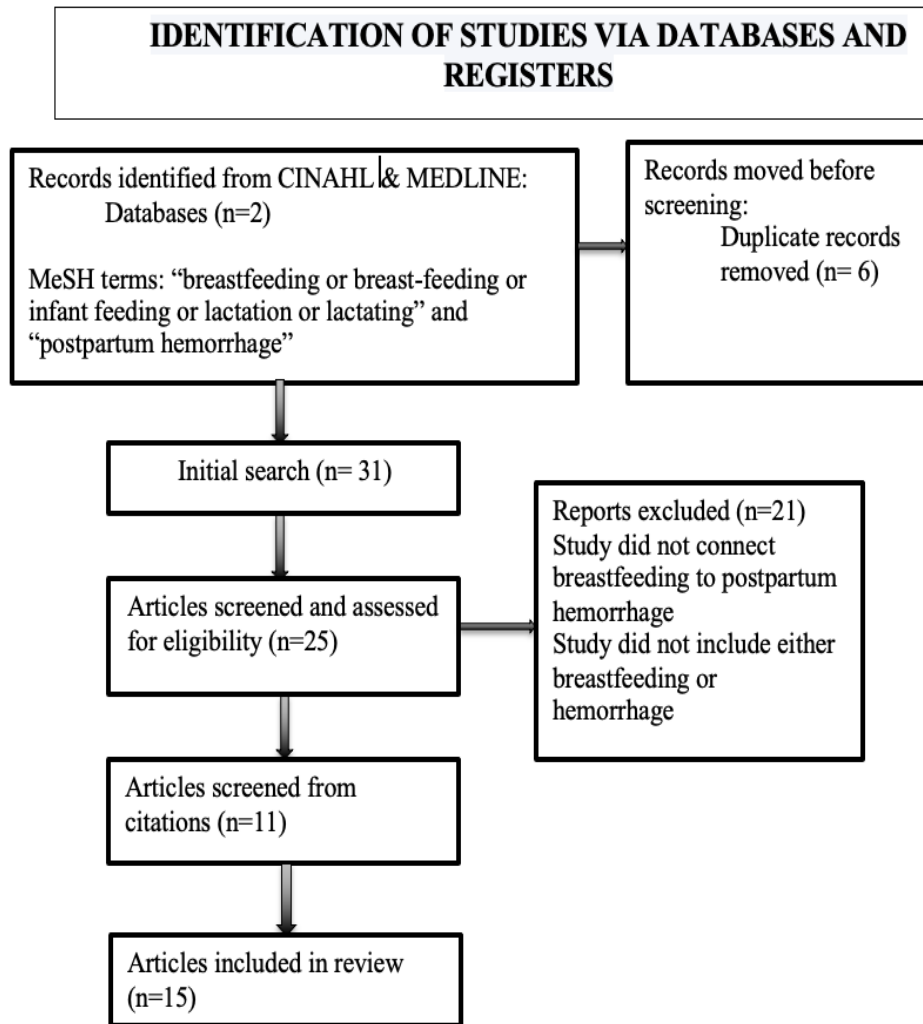 IDENTIFICATION OF STUDIES VIA DATABASES AND
REGISTERS
Records identified from CINAHL & MEDLINE:
Databases (n=2)
MeSH terms: “breastfeeding or breast-feeding or
infant feeding or lactation or lactating” and
“postpartum hemorrhage”
Records moved before
screening:
Duplicate records
removed (n= 6)
Initial search (n= 31)
Articles screened and assessed
for eligibility (n=25)
Reports excluded (n=21)
Study did not connect
breastfeeding to postpartum
hemorrhage
Study did not include either
breastfeeding or
hemorrhage
Articles screened from
citations (n=11)
Articles included in review
(n=15)